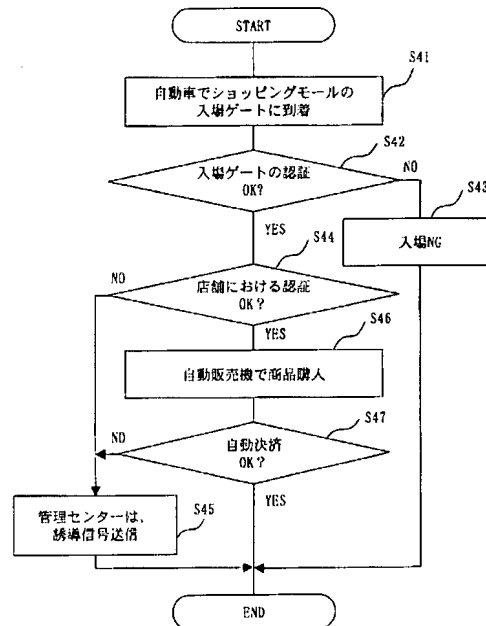 START
S41
自動車でショッピングモールの
入場ゲートに到着
S42
入場ゲートの認証
OK?
NO
S43
YES
入場NG
S44
NO
店舗における認証
OK？
YES
S46
自動販売機で商品購入
S47
NO
自動決済
OK？
YES
S45
管理センターは、
誘導信号送信
END